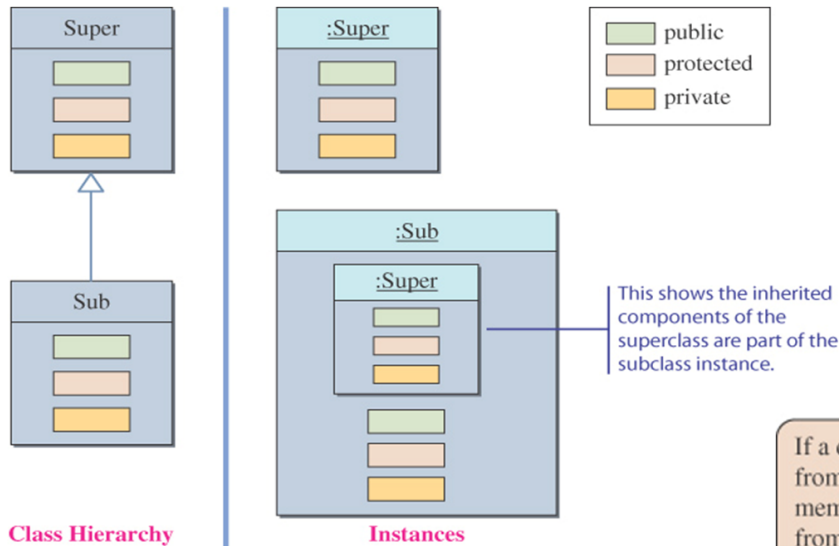 Super
Sub
Class Hierarchy
:Super
:Sub
:Super
Instances
public
protected
private
This shows the inherited
components of the
superclass are part of the
subclass instance.
If a
from
mem
from